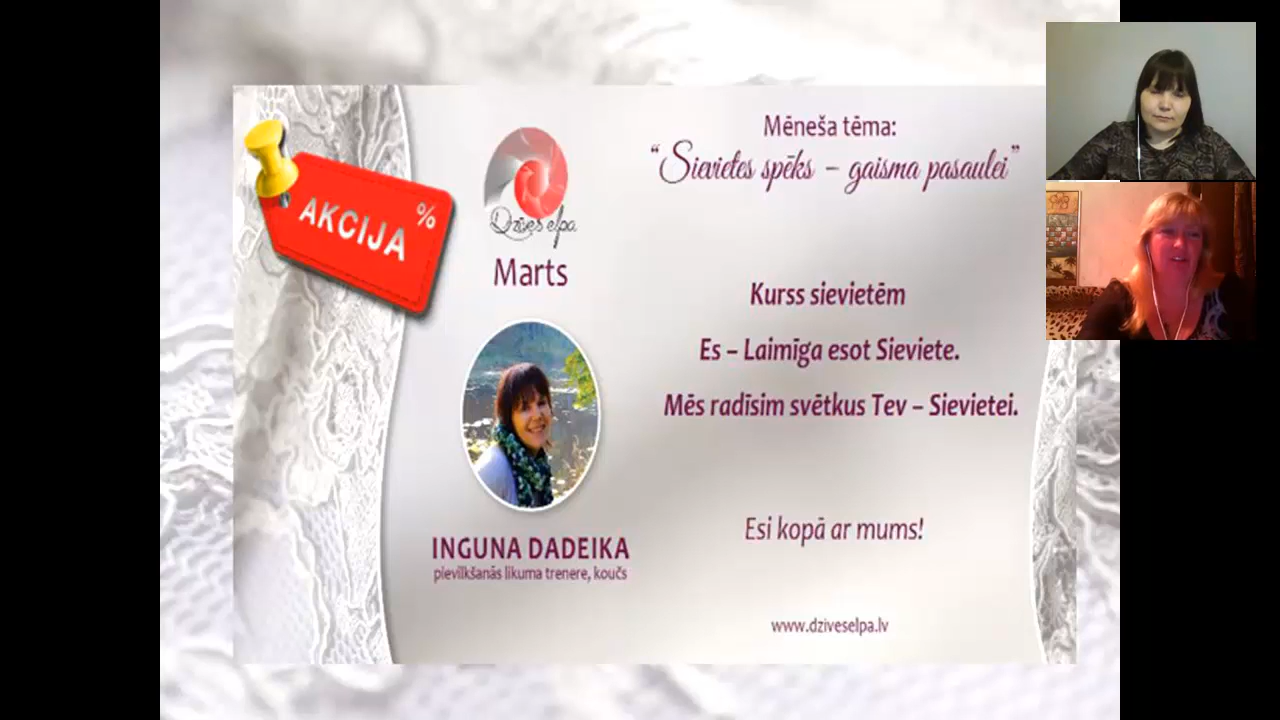 AKCIJA %
Dzīves elpa
Marts
INGUNA DADEIKA
pievilkšanās likuma trenere, koučs
Mēneša tēma:
“Sievietes spēks – gaisma pasaulei”
Kurss sievietēm
Es – Laimīga esot Sieviete.
Mēs radīsim svētkus Tev – Sievietei.
Esi kopā ar mums!
www.dziveselpa.lv